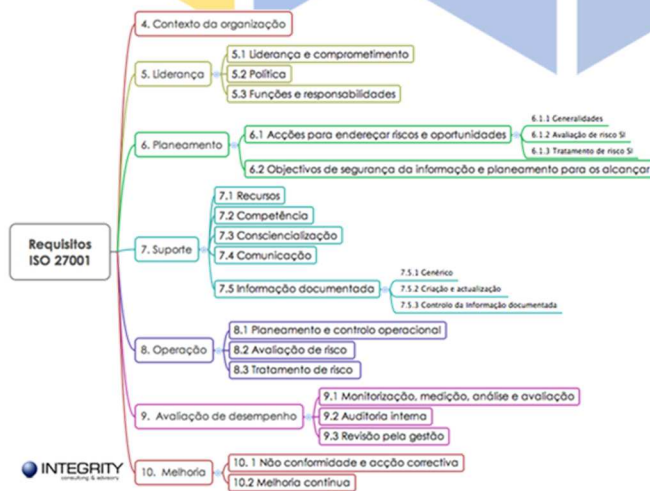 4. Contexto da organização
5. Liderança
5.1 Liderança e comprometimento
5.2 Política
5.3 Funções e responsabilidades
6. Planeamento
6.1 Acções para endereçar riscos e oportunidades
6.1.1 Generalidades
6.1.2 Avaliação de risco SI
6.1.3 Tratamento de risco SI
6.2 Objectivos de segurança da informação e planeamento para os alcançar
Requisitos
ISO 27001
7. Suporte
7.1 Recursos
7.2 Competência
7.3 Consciencialização
7.4 Comunicação
7.5 Informação documentada
7.5.1 Genérico
7.5.2 Criação e actualização
7.5.3 Controlo da Informação documentada
8. Operação
8.1 Planeamento e controlo operacional
8.2 Avaliação de risco
8.3 Tratamento de risco
9. Avaliação de desempenho
9.1 Monitorização, medição, análise e avaliação
9.2 Auditoria interna
9.3 Revisão pela gestão
10. Melhoria
10. 1 Não conformidade e acção correctiva
10.2 Melhoria contínua
INTEGRITY
consulting & advisory